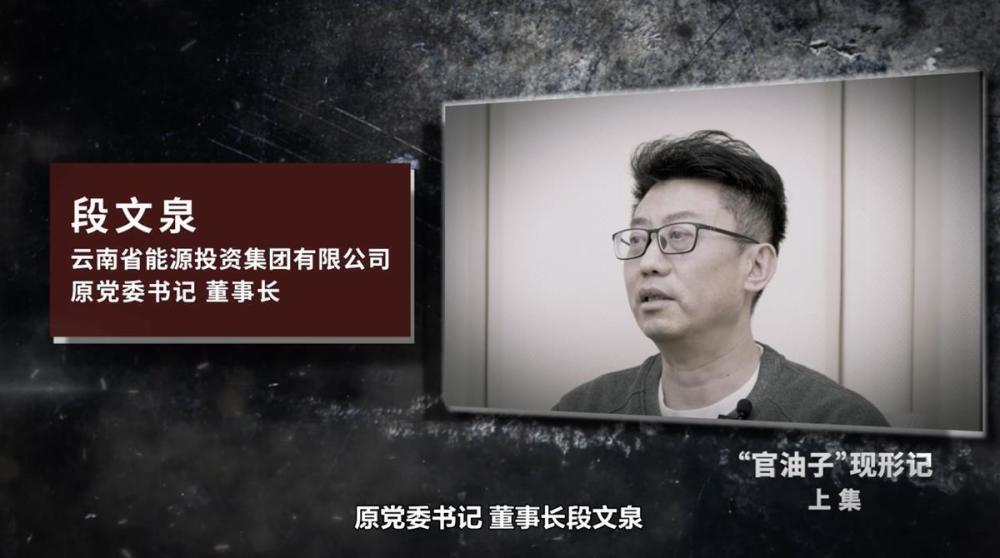 段文泉
云南省能源投资集团有限公司
原党委书记 董事长
“官油子”现形记
上集
原党委书记 董事长段文泉